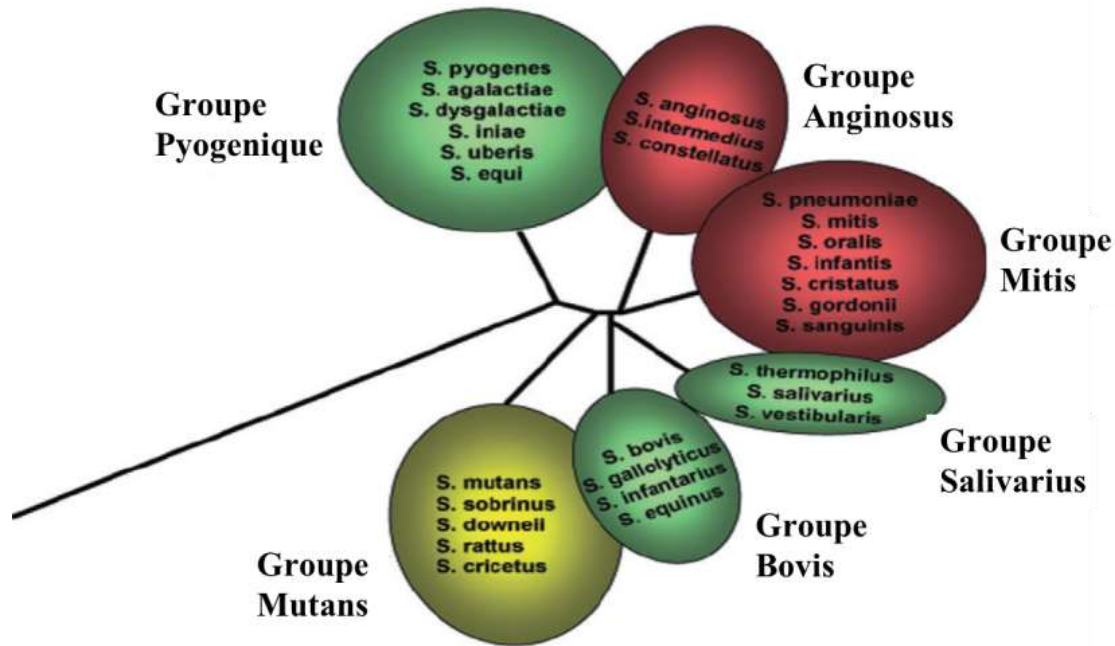 Groupe
Pyogenique
S. pyogenes
S. agalactiae
S. dysgalactiae
S. iniae
S. uberis
S. equi
S. anginosus
S.intermedius
S. constellatus
Groupe
Anginosus
S. pneumoniae
S. mitis
S. oralis
S. infantis
S. cristatus
S. gordonii
S. sanguinis
Groupe
Mitis
S. thermophilus
S. salivarius
S. vestibularis
Groupe
Salivarius
S. bovis
S. gallolyticus
S. infantarius
S. equinus
Groupe
Bovis
S. mutans
S. sobrinus
S. downeii
S. rattus
S. cricetus
Groupe
Mutans